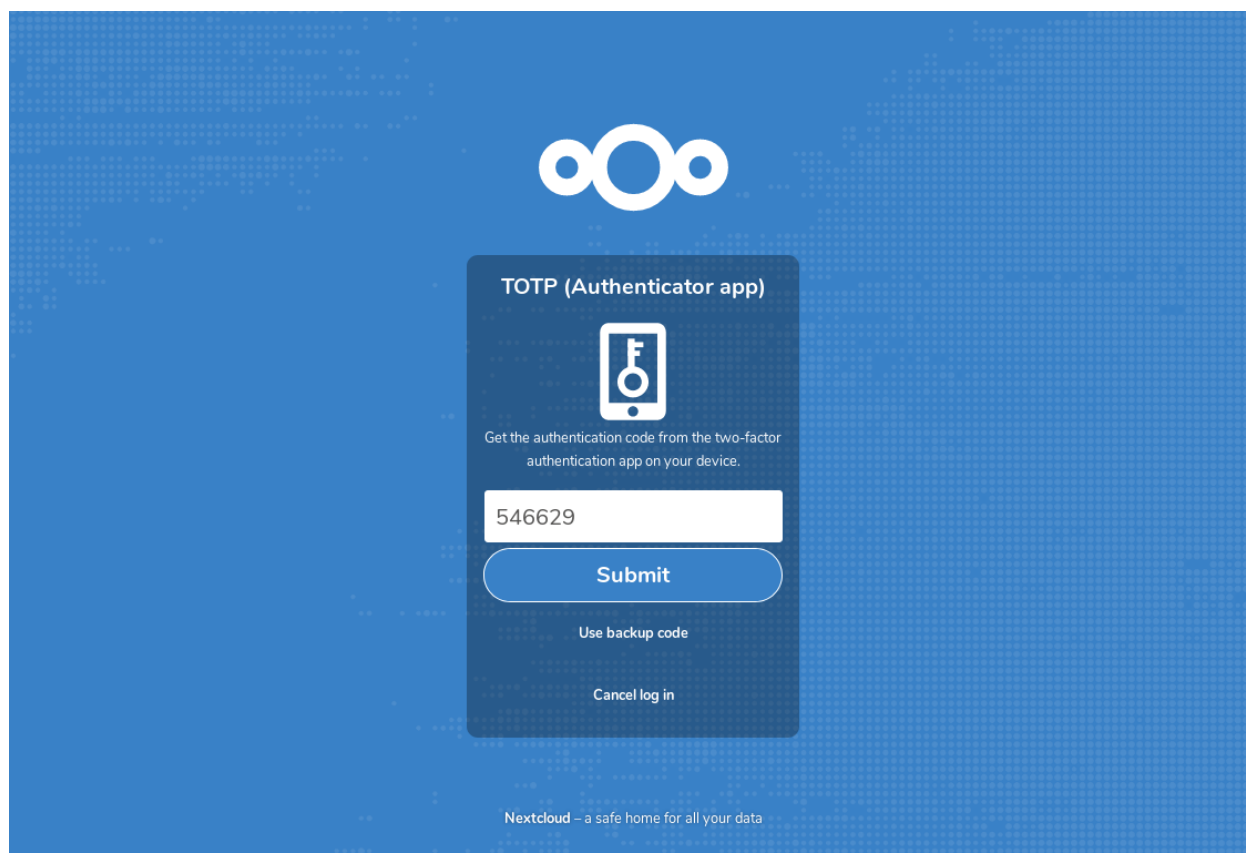 TOTP (Authenticator app)
Get the authentication code from the two-factor
authentication app on your device.
546629
Submit
Use backup code
Cancel log in
Nextcloud – a safe home for all your data